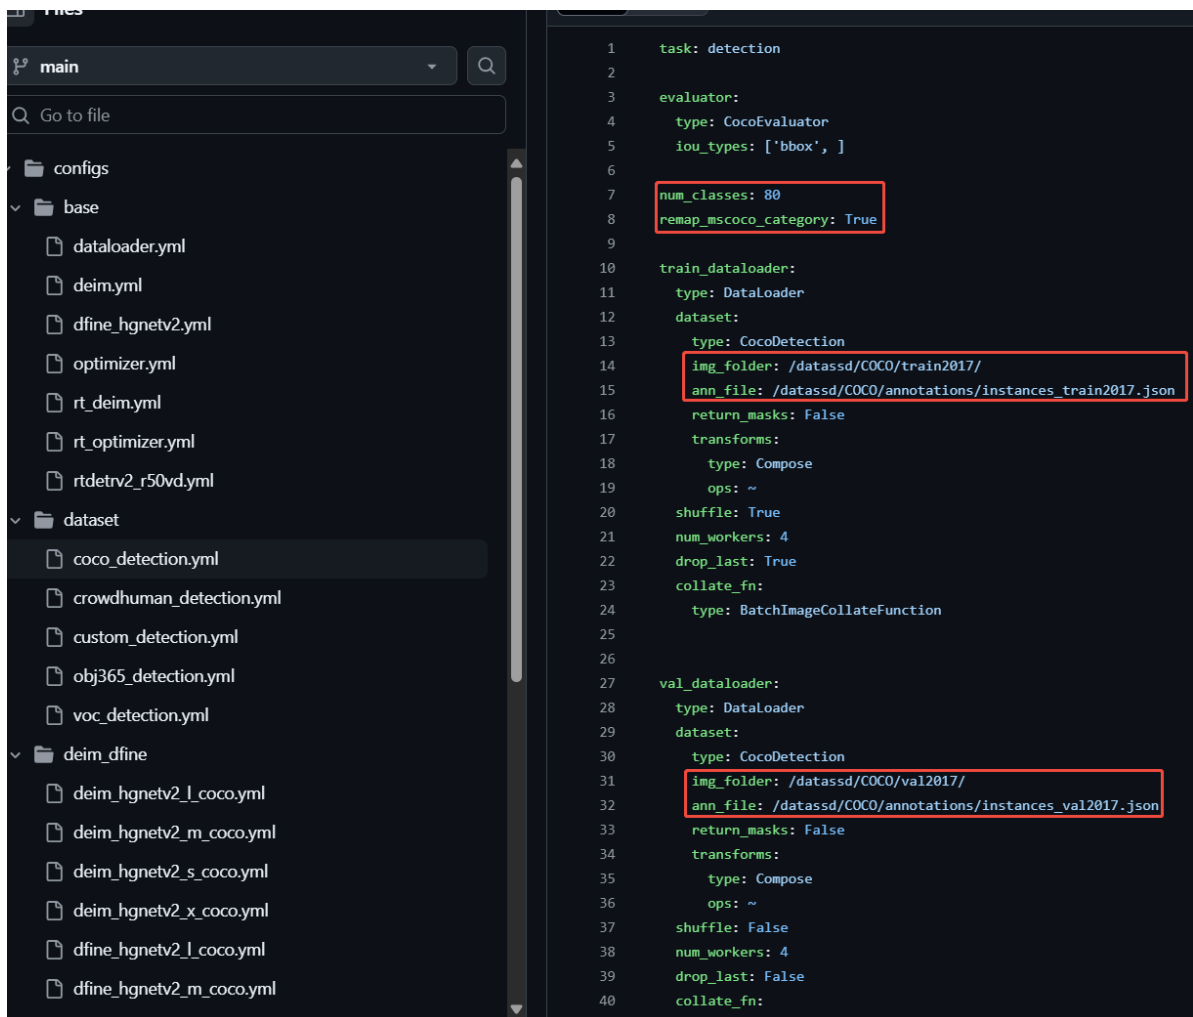 Files
main
Go to file
configs
base
dataloader.yml
deim.yml
dfine_hgnetv2.yml
optimizer.yml
rt_deim.yml
rt_optimizer.yml
rtdetrv2_r50vd.yml
dataset
coco_detection.yml
crowdhuman_detection.yml
custom_detection.yml
obj365_detection.yml
voc_detection.yml
deim_dfine
deim_hgnetv2_l_coco.yml
deim_hgnetv2_m_coco.yml
deim_hgnetv2_s_coco.yml
deim_hgnetv2_x_coco.yml
dfine_hgnetv2_l_coco.yml
dfine_hgnetv2_m_coco.yml
1 task: detection
2
3 evaluator:
4 type: CocoEvaluator
5 iou_types: ['bbox', ]
6
7 num_classes: 80
8 remap_mscoco_category: True
9
10 train_dataloader:
11 type: DataLoader
12 dataset:
13 type: CocoDetection
14 img_folder: /datassd/COCO/train2017/
15 ann_file: /datassd/COCO/annotations/instances_train2017.json
16 return_masks: False
17 transforms:
18 type: Compose
19 ops: ~
20 shuffle: True
21 num_workers: 4
22 drop_last: True
23 collate_fn:
24 type: BatchImageCollateFunction
25
26
27 val_dataloader:
28 type: DataLoader
29 dataset:
30 type: CocoDetection
31 img_folder: /datassd/COCO/val2017/
32 ann_file: /datassd/COCO/annotations/instances_val2017.json
33 return_masks: False
34 transforms:
35 type: Compose
36 ops: ~
37 shuffle: False
38 num_workers: 4
39 drop_last: False
40 collate_fn: